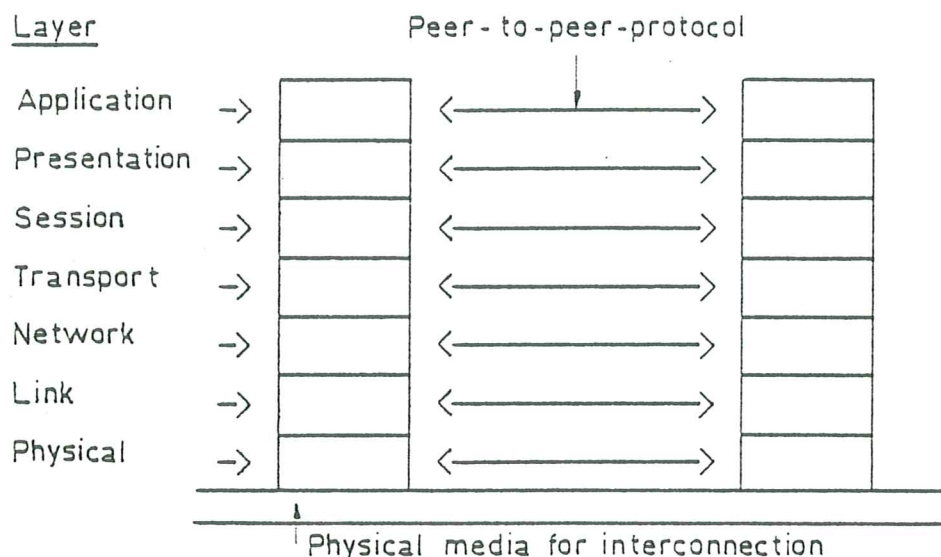 Layer
Peer-to-peer-protocol
Application
Presentation
Session
Transport
Network
Link
Physical
Physical media for interconnection